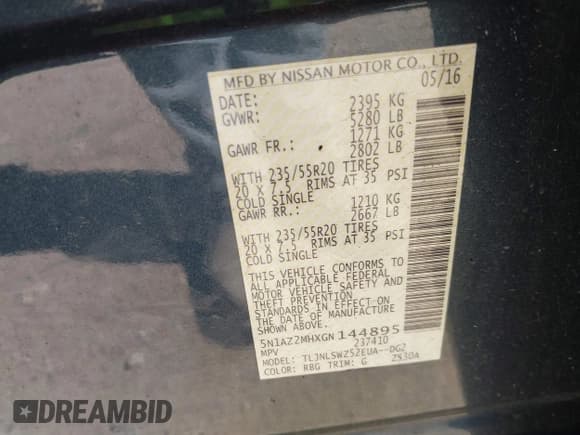 MFD BY NISSAN MOTOR CO., LTD.
DATE: 05/16
GVWR: 2395 KG
5280 LB
GAWR FR.: 1271 KG
2802 LB
WITH 235/55R20 TIRES
20 X 7.5 RIMS AT 35 PSI
COLD SINGLE
GAWR RR.: 1210 KG
2667 LB
WITH 235/55R20 TIRES
20 X 7.5 RIMS AT 35 PSI
COLD SINGLE
THIS VEHICLE CONFORMS TO
ALL APPLICABLE FEDERAL
MOTOR VEHICLE SAFETY AND
THEFT PREVENTION
STANDARDS IN EFFECT ON
THE DATE OF MANUFACTURE
SHOWN ABOVE.
5N1AZ2MHXGN144895
MPV 237410
MODEL: TLJNLSWZ52EUA--DG2
COLOR: RBG TRIM: G ZS30A
AutoBidMaster